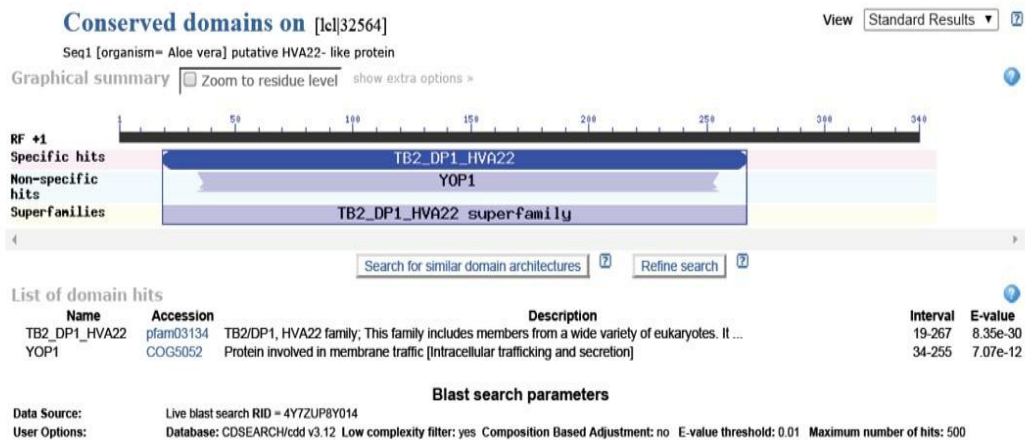 Conserved domains on [lcl|32564]
View Standard Results ▼ ?
Seq1 [organism= Aloe vera] putative HVA22- like protein
Graphical summary Zoom to residue level show extra options » ?
1 50 100 150 200 250 300 340
RF +1
Specific hits TB2_DP1_HVA22
Non-specific hits YOP1
Superfamilies TB2_DP1_HVA22 superfamily
Search for similar domain architectures ? Refine search ?
List of domain hits ?
Name Accession Description Interval E-value
TB2_DP1_HVA22 pfam03134 TB2/DP1, HVA22 family; This family includes members from a wide variety of eukaryotes. It ... 19-267 8.35e-30
YOP1 COG5052 Protein involved in membrane traffic [Intracellular trafficking and secretion] 34-255 7.07e-12
Blast search parameters
Data Source: Live blast search RID = 4Y7ZUP8Y014
User Options: Database: CDSEARCH/cdd v3.12 Low complexity filter: yes Composition Based Adjustment: no E-value threshold: 0.01 Maximum number of hits: 500